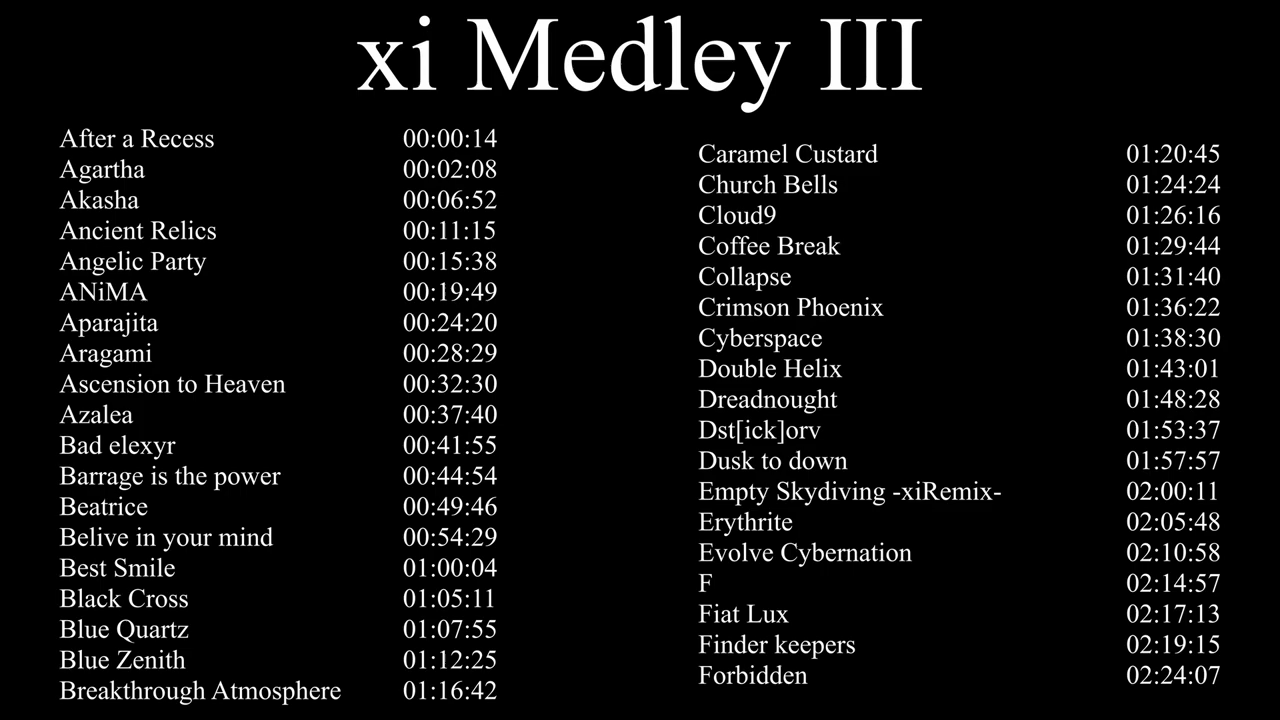 xi Medley III
After a Recess 00:00:14
Agartha 00:02:08
Akasha 00:06:52
Ancient Relics 00:11:15
Angelic Party 00:15:38
ANiMA 00:19:49
Aparajita 00:24:20
Aragami 00:28:29
Ascension to Heaven 00:32:30
Azalea 00:37:40
Bad elexyr 00:41:55
Barrage is the power 00:44:54
Beatrice 00:49:46
Belive in your mind 00:54:29
Best Smile 01:00:04
Black Cross 01:05:11
Blue Quartz 01:07:55
Blue Zenith 01:12:25
Breakthrough Atmosphere 01:16:42
Caramel Custard 01:20:45
Church Bells 01:24:24
Cloud9 01:26:16
Coffee Break 01:29:44
Collapse 01:31:40
Crimson Phoenix 01:36:22
Cyberspace 01:38:30
Double Helix 01:43:01
Dreadnought 01:48:28
Dst[ick]orv 01:53:37
Dusk to down 01:57:57
Empty Skydiving -xiRemix- 02:00:11
Erythrite 02:05:48
Evolve Cybernation 02:10:58
F 02:14:57
Fiat Lux 02:17:13
Finder keepers 02:19:15
Forbidden 02:24:07